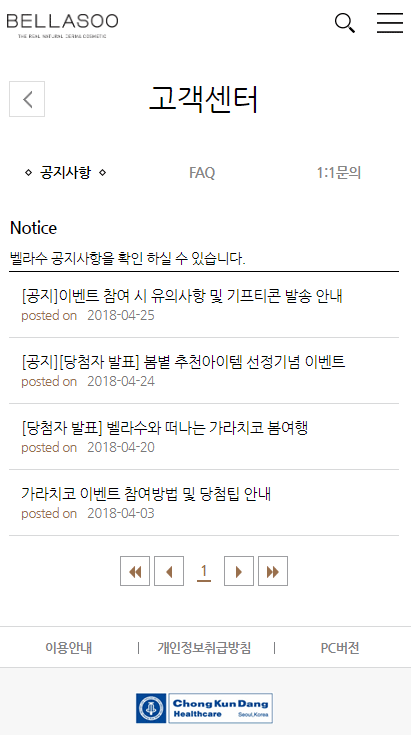 BELLASOO
THE REAL NATURAL DERMACOSMETIC
고객센터
공지사항
FAQ
1:1문의
Notice
벨라수 공지사항을 확인 하실 수 있습니다.
[공지]이벤트 참여 시 유의사항 및 기프티콘 발송 안내
posted on 2018-04-25
[공지][당첨자 발표] 봄볕 추천아이템 선정기념 이벤트
posted on 2018-04-24
[당첨자 발표] 벨라수와 떠나는 가라치코 봄여행
posted on 2018-04-20
가라치코 이벤트 참여방법 및 당첨팁 안내
posted on 2018-04-03
1
이용안내 | 개인정보취급방침 | PC버전
Chong Kun Dang
Healthcare Seoul,Korea